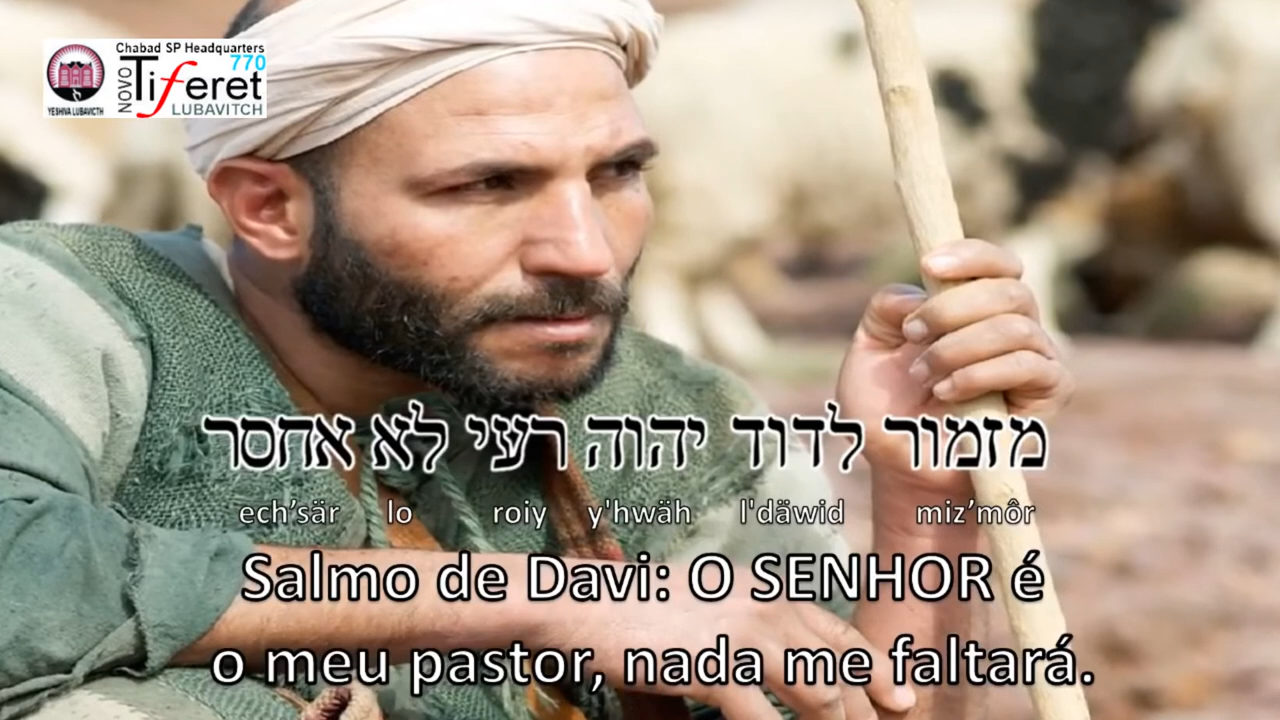 Chabad SP Headquarters
770
NOVO Tiferet
LUBAVITCH
YESHIVA LUBAVICTH
מזמור לדוד יהוה רעי לא אחסר
ech’sär lo roiy y'hwäh l'däwid miz’môr
Salmo de Davi: O SENHOR é
o meu pastor, nada me faltará.